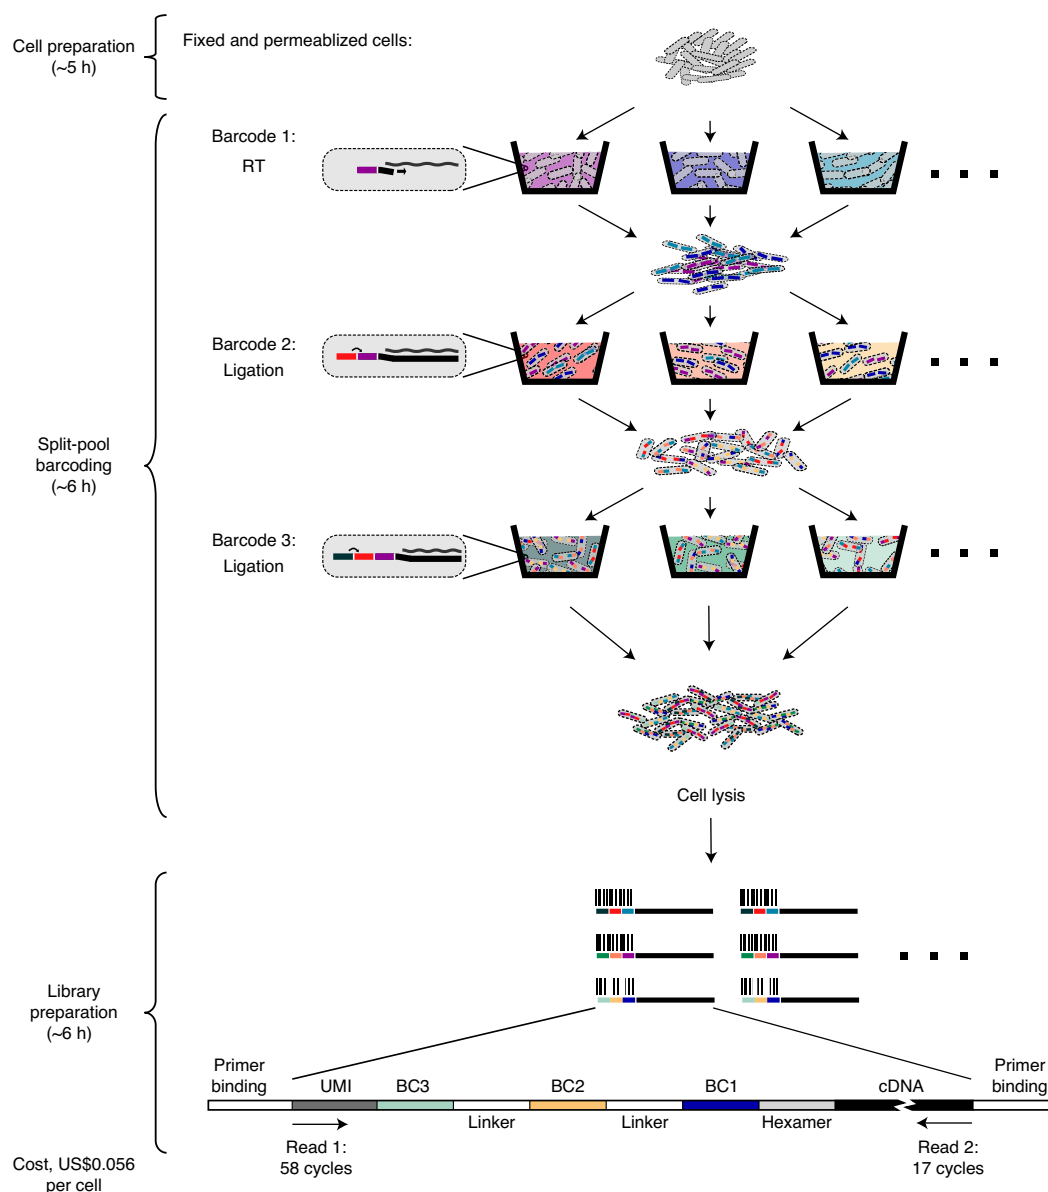 Cell preparation
(~5 h)
Fixed and permeablized cells:
Barcode 1:
RT
Barcode 2:
Ligation
Split-pool
barcoding
(~6 h)
Barcode 3:
Ligation
Cell lysis
Library
preparation
(~6 h)
Primer
binding
UMI
BC3
BC2
BC1
cDNA
Primer
binding
Linker
Linker
Hexamer
Read 1:
58 cycles
Read 2:
17 cycles
Cost, US$0.056
per cell